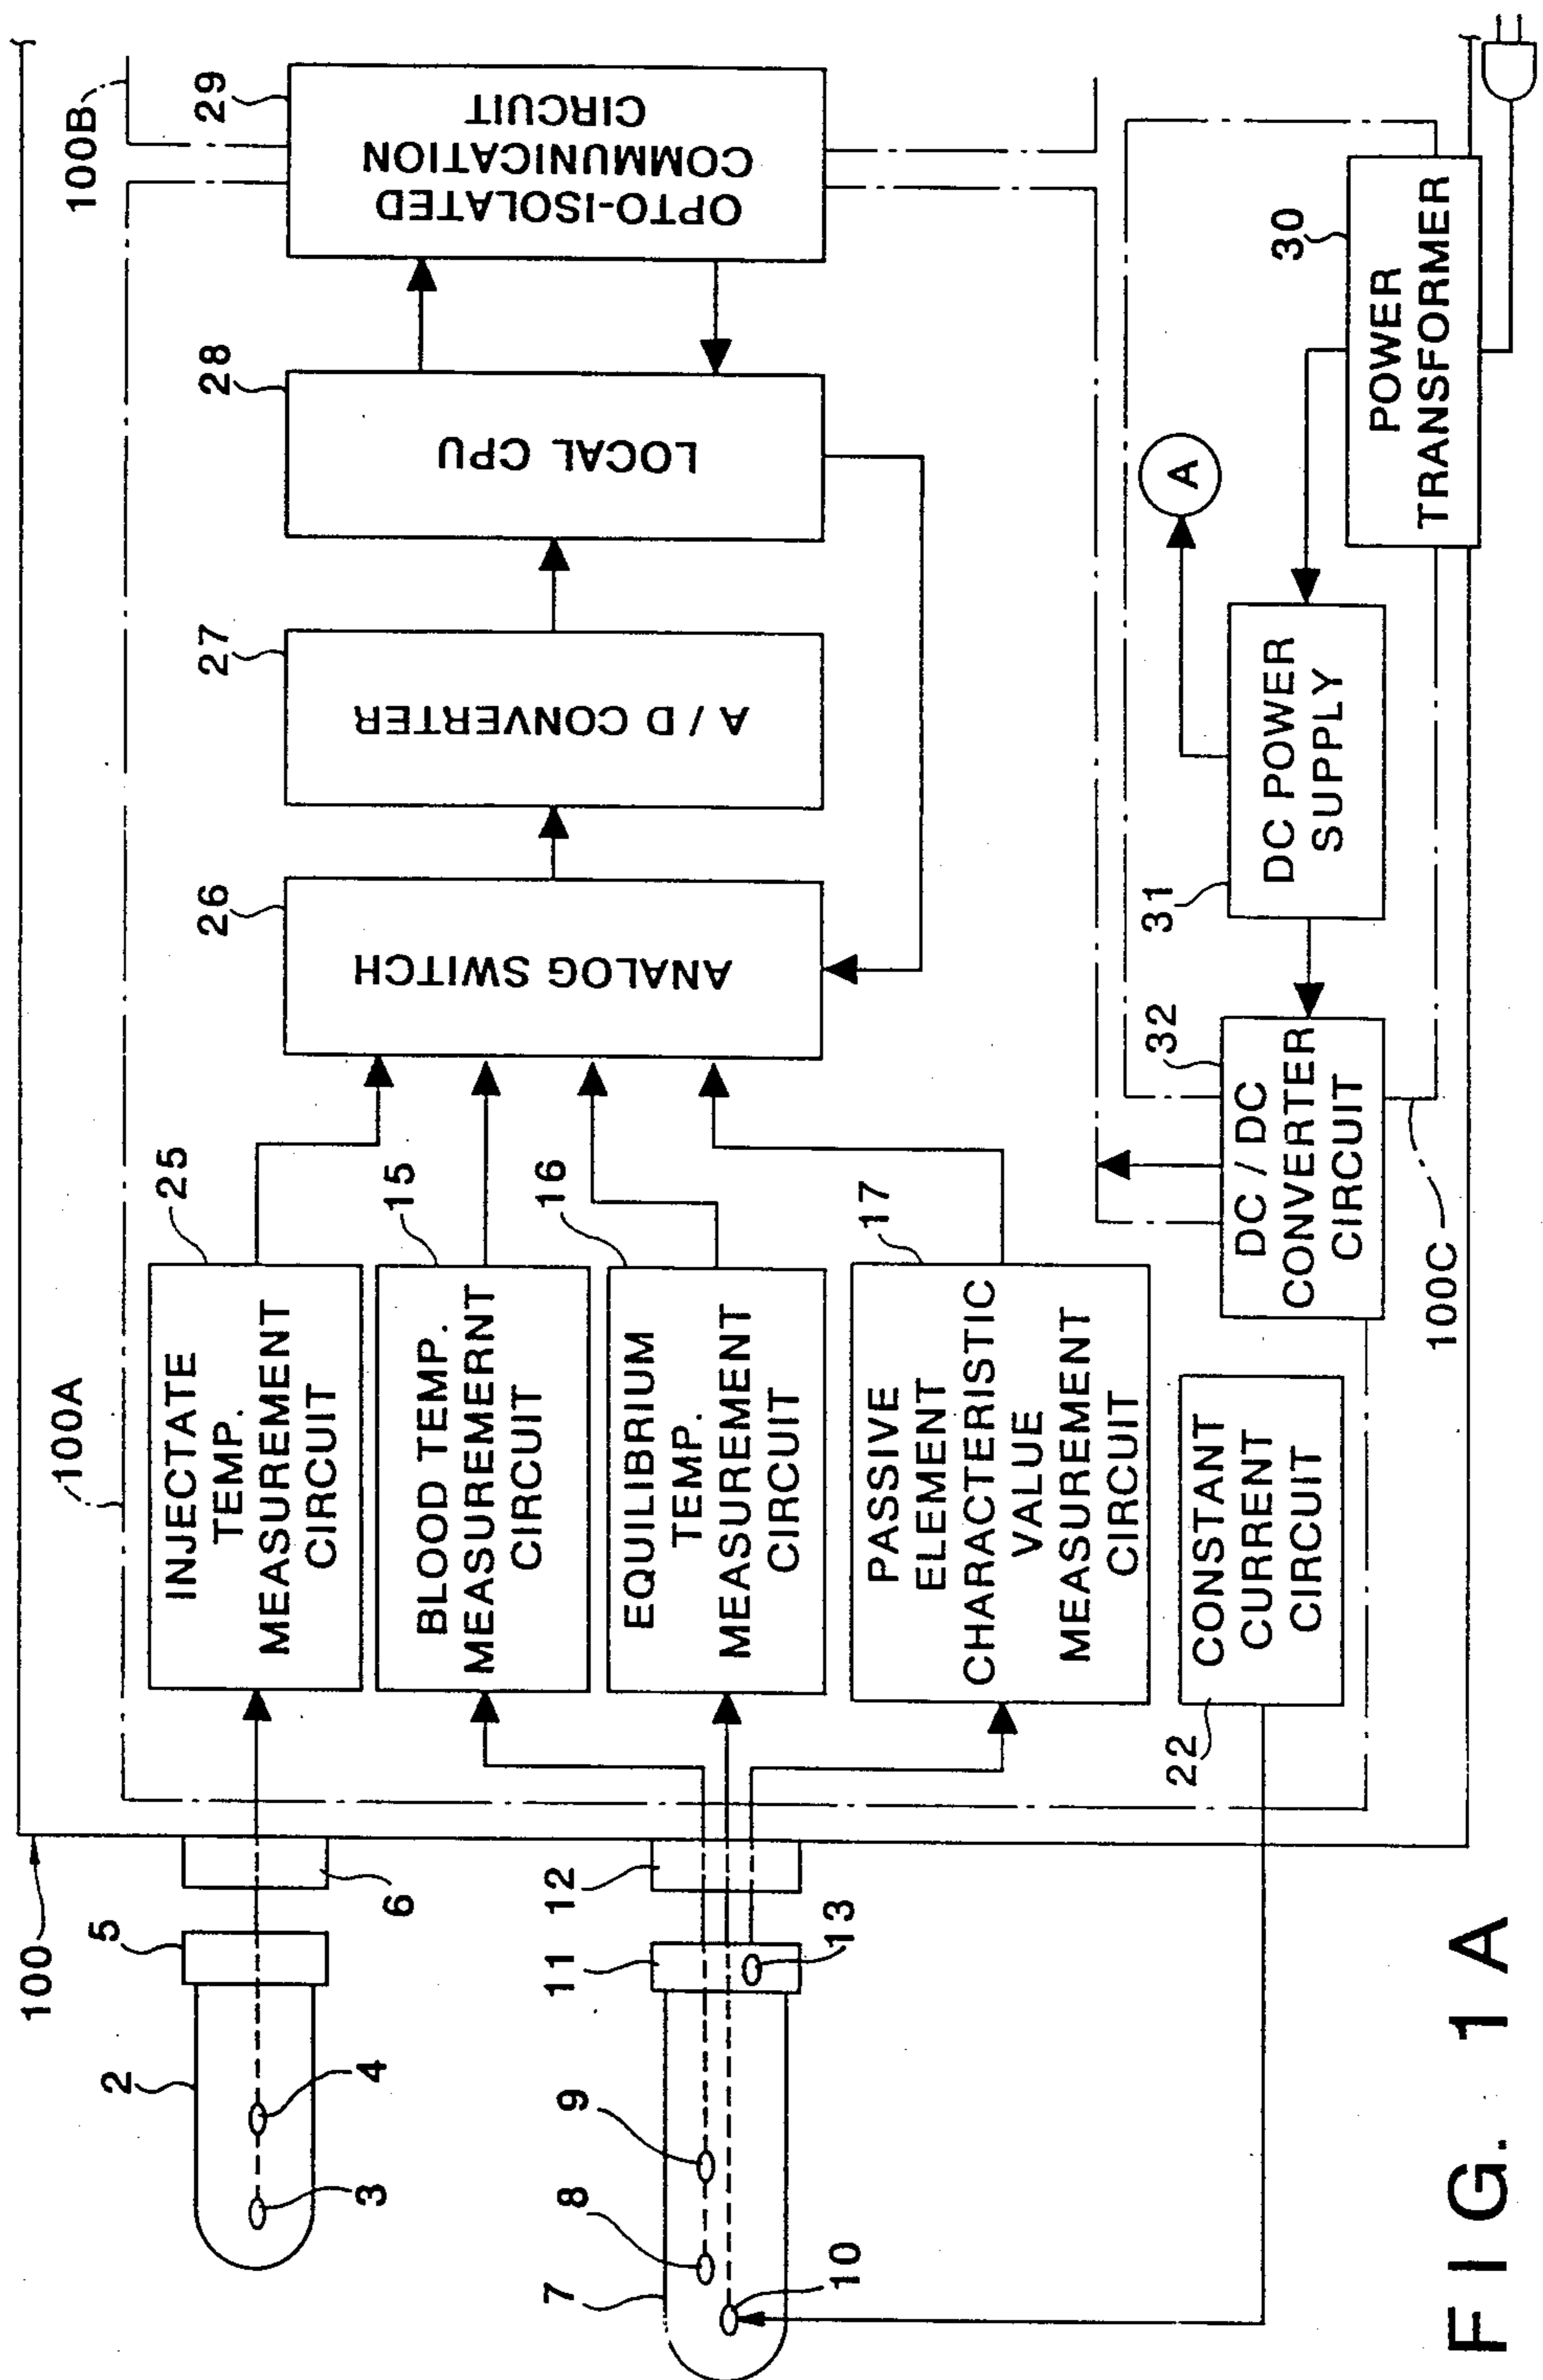 100
100A
100B
2
3
4
5
6
7
8
9
10
11
12
13
25
INJECTATE
TEMP.
MEASUREMENT
CIRCUIT
15
BLOOD TEMP.
MEASUREMERNT
CIRCUIT
16
EQUILIBRIUM
TEMP.
MEASUREMENT
CIRCUIT
17
PASSIVE
ELEMENT
CHARACTERISTIC
VALUE
MEASUREMENT
CIRCUIT
22
CONSTANT
CURRENT
CIRCUIT
26
ANALOG SWITCH
27
A / D CONVERTER
28
LOCAL CPU
29
OPTO-ISOLATED
COMMUNICATION
CIRCUIT
32
DC / DC
CONVERTER
CIRCUIT
100C
31
DC POWER
SUPPLY
A
30
POWER
TRANSFORMER
FIG. 1 A